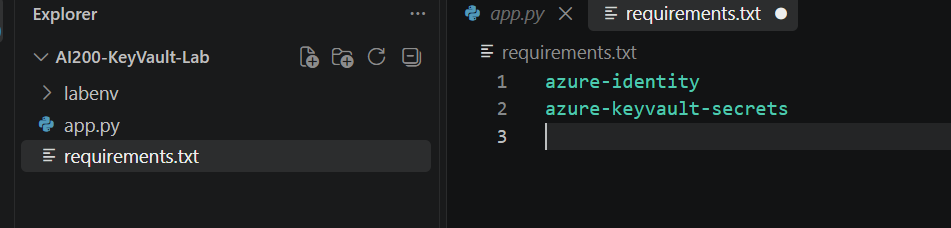 Explorer
AI200-KeyVault-Lab
labenv
app.py
requirements.txt
app.py requirements.txt
requirements.txt
1 azure-identity
2 azure-keyvault-secrets
3